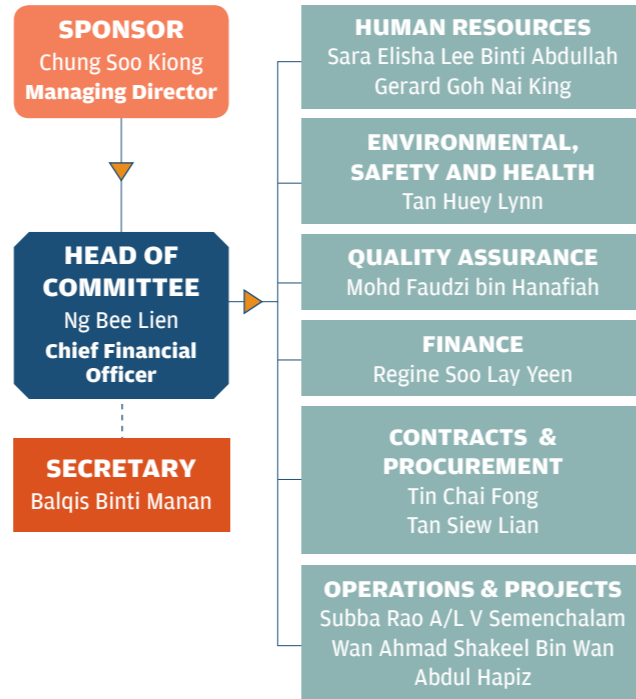 SPONSOR
Chung Soo Kiong
Managing Director
HEAD OF
COMMITTEE
Ng Bee Lien
Chief Financial
Officer
SECRETARY
Balqis Binti Manan
HUMAN RESOURCES
Sara Elisha Lee Binti Abdullah
Gerard Goh Nai King
ENVIRONMENTAL,
SAFETY AND HEALTH
Tan Huey Lynn
QUALITY ASSURANCE
Mohd Faudzi bin Hanafiah
FINANCE
Regine Soo Lay Yeen
CONTRACTS &
PROCUREMENT
Tin Chai Fong
Tan Siew Lian
OPERATIONS & PROJECTS
Subba Rao A/L V Semenchalam
Wan Ahmad Shakeel Bin Wan
Abdul Hapiz